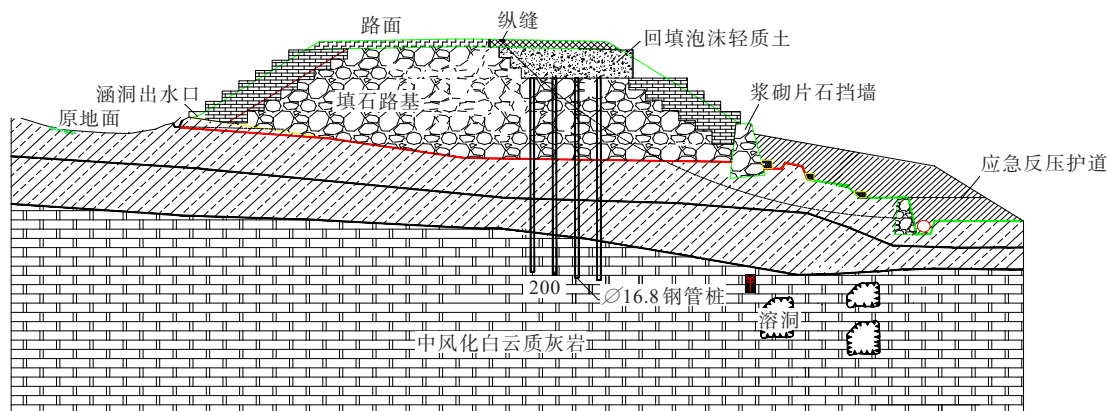 纵缝
路面
回填泡沫轻质土
涵洞出水口
填石路基
浆砌片石挡墙
原地面
应急反压护道
200
∅16.8钢管桩
溶洞
中风化白云质灰岩